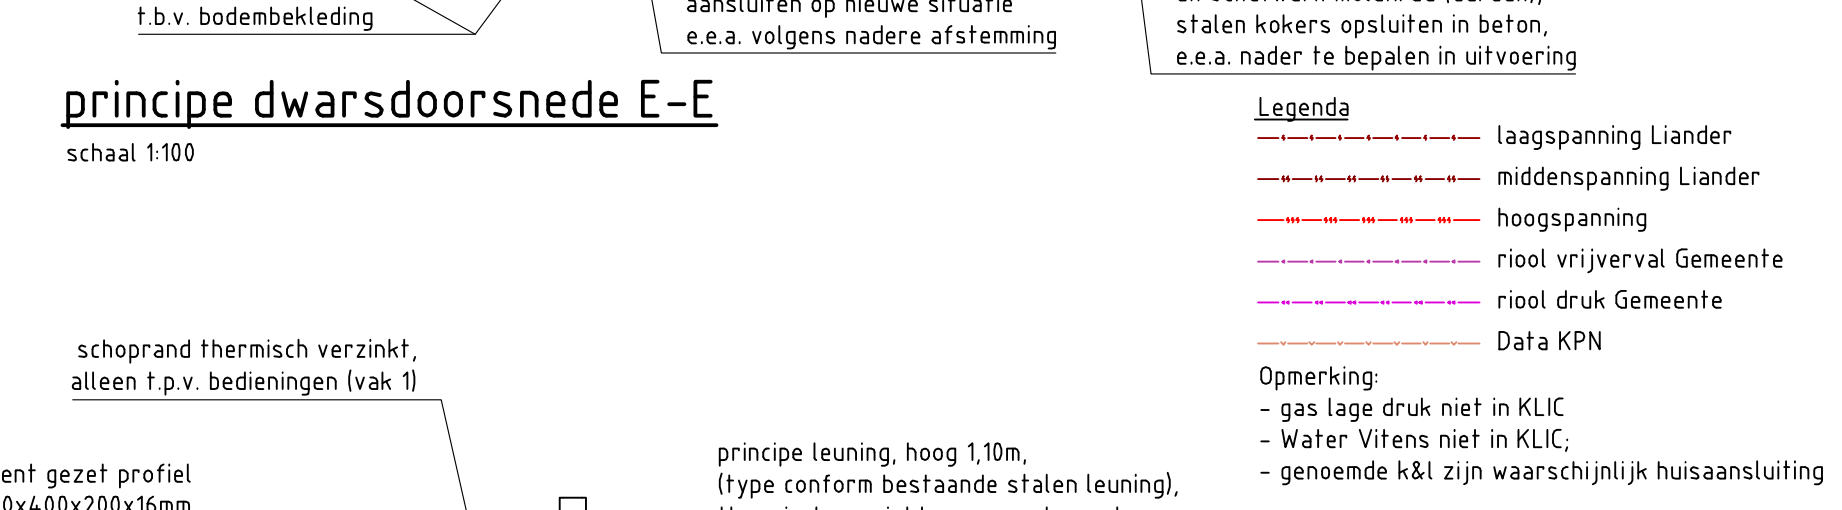 t.b.v. bodembekleding
aansluiten op nieuwe situatie
e.e.a. volgens nadere afstemming
stalen kokers opsluiten in beton,
e.e.a. nader te bepalen in uitvoering
principe dwarsdoorsnede E-E
schaal 1:100
Legenda
laagspanning Liander
middenspanning Liander
hoogspanning
riool vrijverval Gemeente
riool druk Gemeente
Data KPN
Opmerking:
- gas lage druk niet in KLIC
- Water Vitens niet in KLIC;
- genoemde k&l zijn waarschijnlijk huisaansluiting
schoprand thermisch verzinkt,
alleen t.p.v. bedieningen (vak 1)
ent gezet profiel
0x400x200x16mm
principe leuning, hoog 1,10m,
(type conform bestaande stalen leuning),